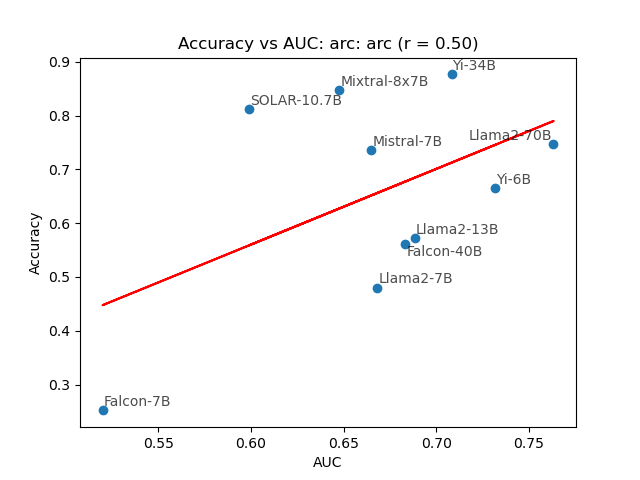 Accuracy vs AUC: arc: arc (r = 0.50)
0.9
0.8
0.7
0.6
0.5
0.4
0.3
Accuracy
Yi-34B
Mixtral-8x7B
SOLAR-10.7B
Mistral-7B
Llama2-70B
Yi-6B
Llama2-13B
Falcon-40B
Llama2-7B
Falcon-7B
0.55
0.60
0.65
0.70
0.75
AUC